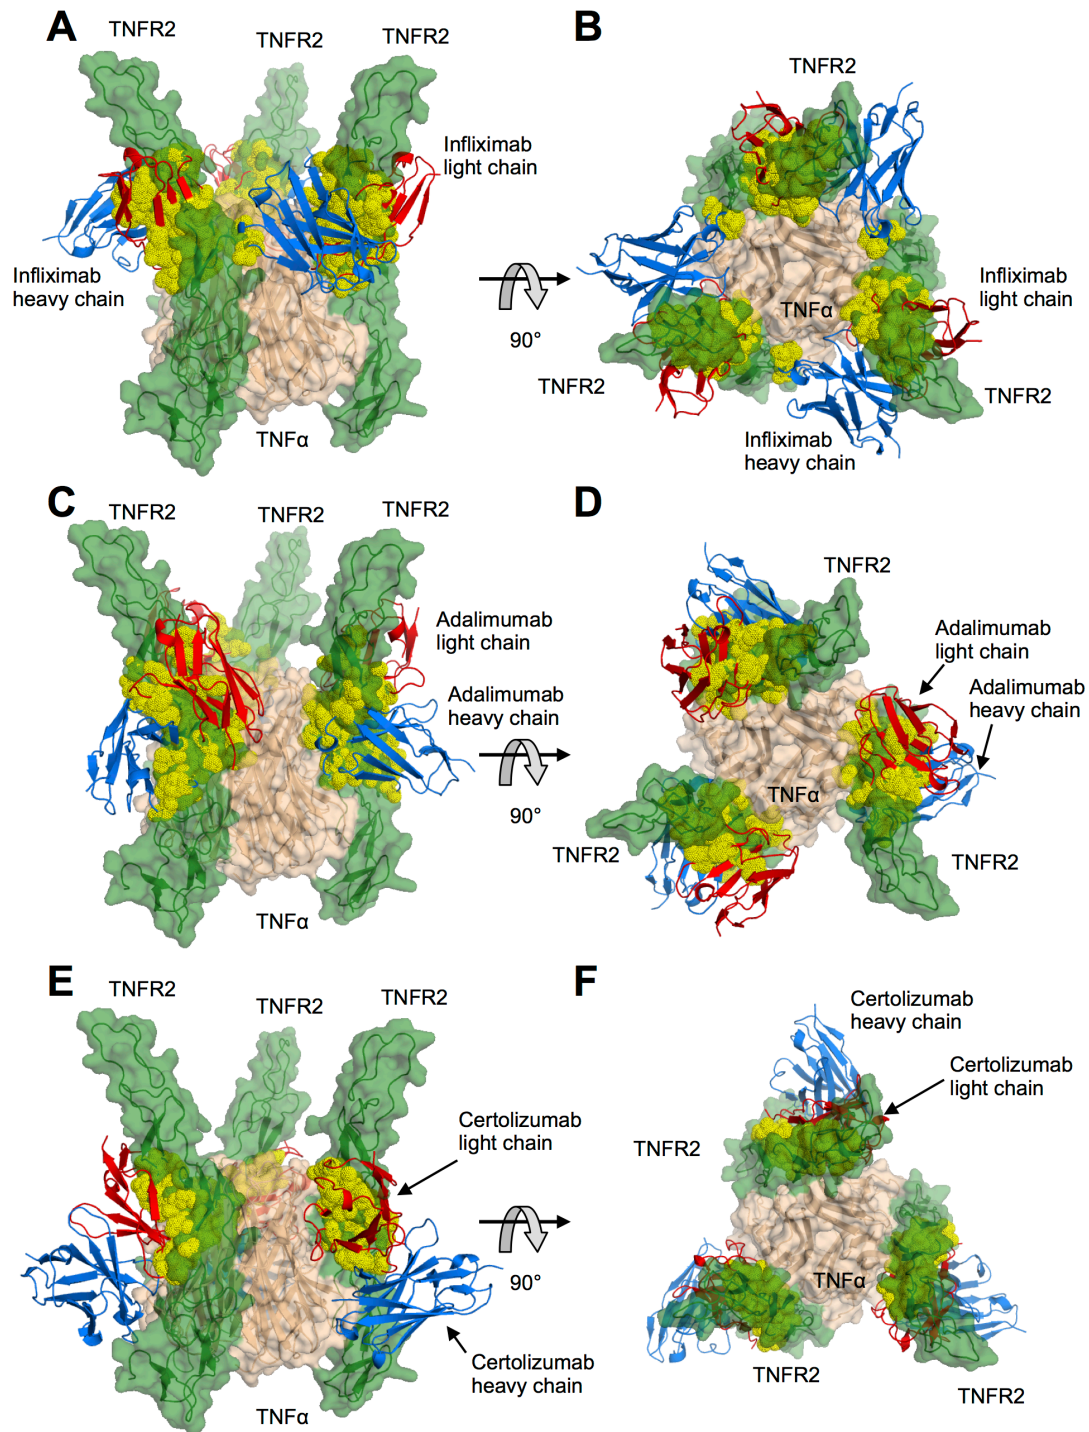 A
TNFR2
TNFR2
TNFR2
Infliximab
light chain
Infliximab
heavy chain
TNFα
90°
B
TNFR2
Infliximab
light chain
TNFα
TNFR2
TNFR2
Infliximab
heavy chain
C
TNFR2
TNFR2
TNFR2
Adalimumab
light chain
Adalimumab
heavy chain
TNFα
90°
D
TNFR2
Adalimumab
light chain
Adalimumab
heavy chain
TNFα
TNFR2
TNFR2
E
TNFR2
TNFR2
TNFR2
Certolizumab
light chain
Certolizumab
heavy chain
TNFα
90°
F
Certolizumab
heavy chain
Certolizumab
light chain
TNFR2
TNFα
TNFR2
TNFR2